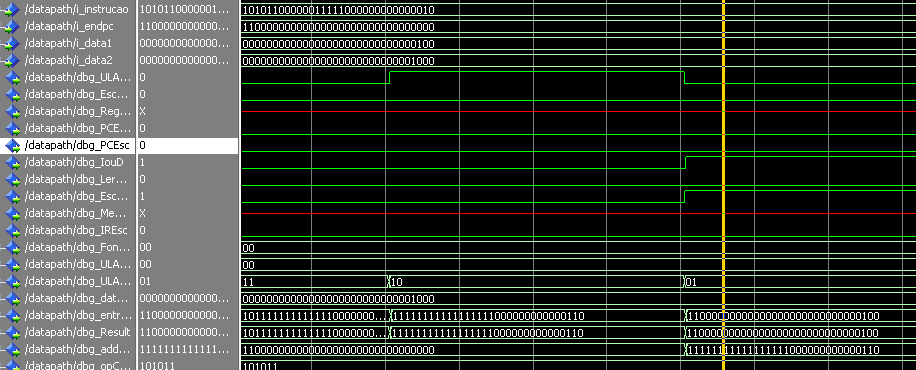 /datapath/i_instrucao 1010110000001... 10101100000011111000000000000010
/datapath/i_endpc 1100000000000... 11000000000000000000000000000000
/datapath/i_data1 0000000000000... 00000000000000000000000000000100
/datapath/i_data2 0000000000000... 00000000000000000000000000001000
/datapath/dbg_ULA... 0
/datapath/dbg_Esc... 0
/datapath/dbg_Reg... X
/datapath/dbg_PCE... 0
/datapath/dbg_PCEsc 0
/datapath/dbg_IouD 1
/datapath/dbg_Ler... 0
/datapath/dbg_Esc... 1
/datapath/dbg_Me... X
/datapath/dbg_IREsc 0
/datapath/dbg_Fon... 00 00
/datapath/dbg_ULA... 00 00
/datapath/dbg_ULA... 01 11 10 01
/datapath/dbg_dat... 0000000000000... 00000000000000000000000000001000
/datapath/dbg_entr... 1100000000000... 1011111111111110000000... 11111111111111111000000000000110 11000000000000000000000000000100
/datapath/dbg_Result 1100000000000... 1011111111111110000000... 11111111111111111000000000000110 11000000000000000000000000000100
/datapath/dbg_add... 1111111111111... 11000000000000000000000000000000 11111111111111111000000000000110
/datapath/dbg_opC... 101011 101011